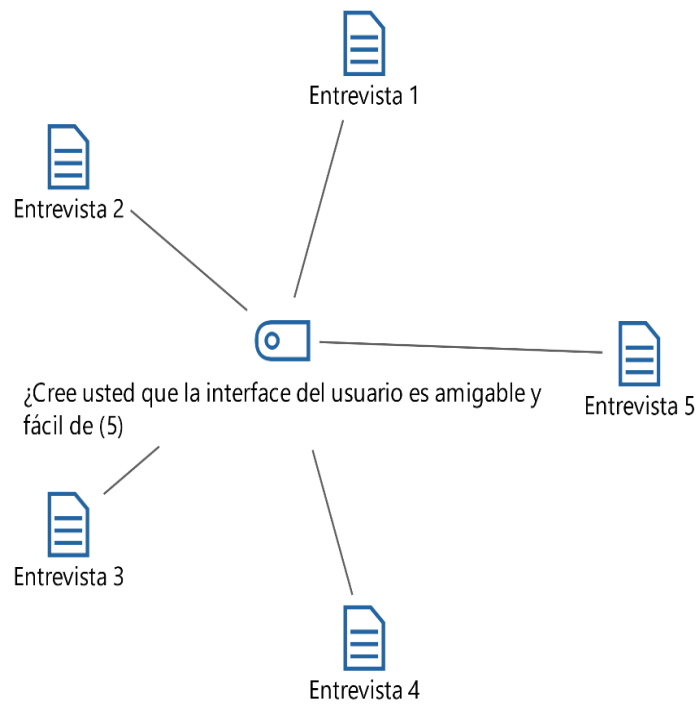 Entrevista 1
Entrevista 2
¿Cree usted que la interface del usuario es amigable y
fácil de (5)
Entrevista 5
Entrevista 3
Entrevista 4